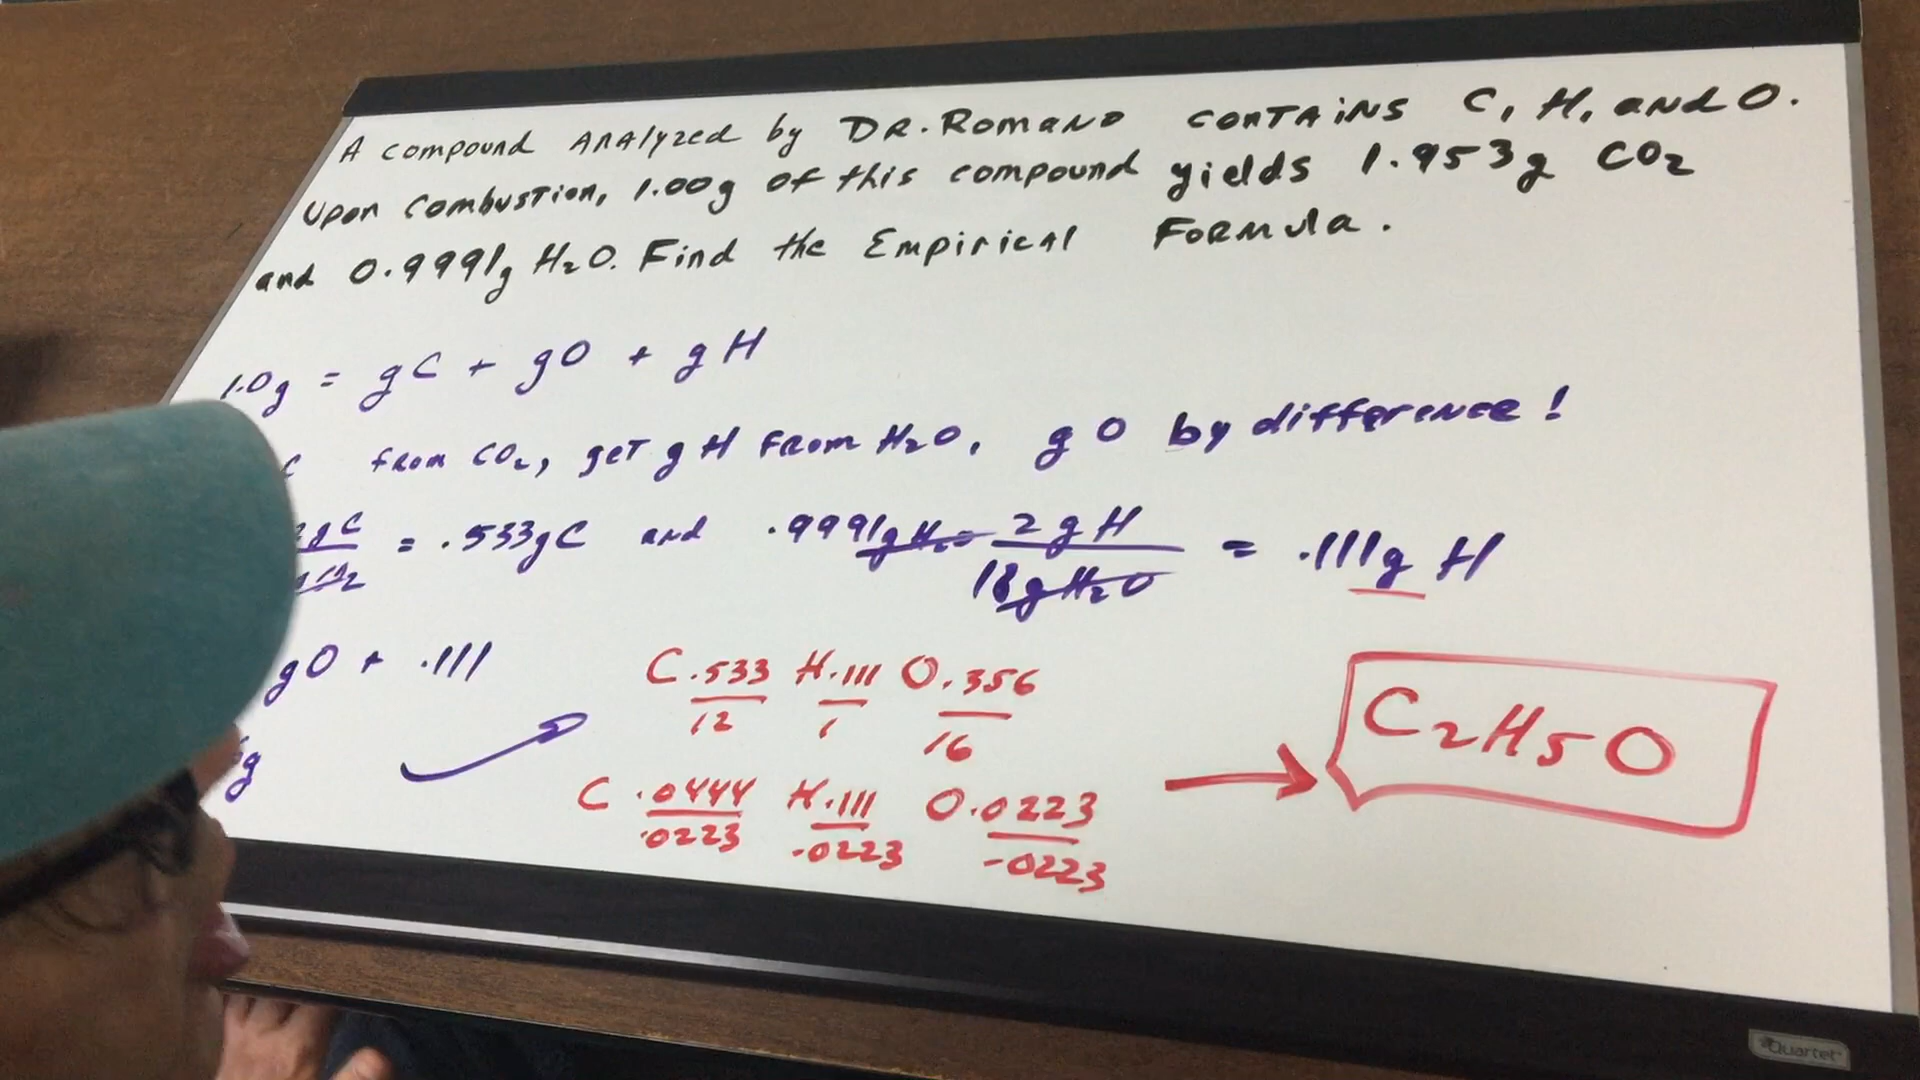 A compound Analyzed by DR. Romano contains C, H, and O.
Upon Combustion, 1.00g of this compound yields 1.953g CO2
and 0.9991g H2O. Find the Empirical Formula.
1.0g = gC + gO + gH
C from CO2, get gH from H2O, gO by difference!
gC = .533gC and .9991g 2gH = .111g H
18gH2O
gO + .111
C .533 H .111 O .356
12 1 16
g
C .0444 H .111 O .0223
.0223 .0223 .0223
C2H5O
Quartet